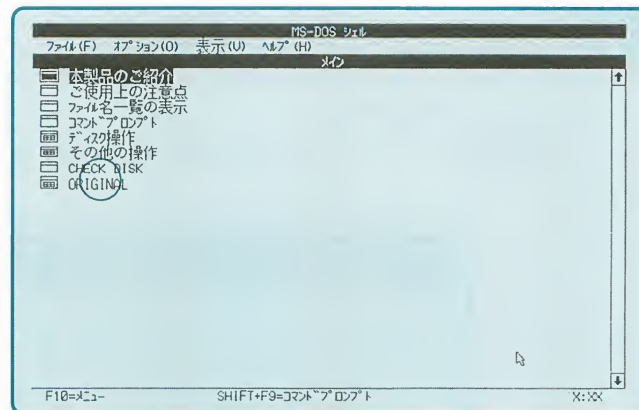 MS-DOS シェル
ファイル(F) オプション(O) 表示(V) ヘルプ(H)
メイン
本製品のご紹介
ご使用上の注意点
ファイル名一覧の表示
コマンドプロンプト
ディスク操作
その他の操作
CHECK DISK
ORIGINAL
F10=メニュー SHIFT+F9=コマンドプロンプト X:XX